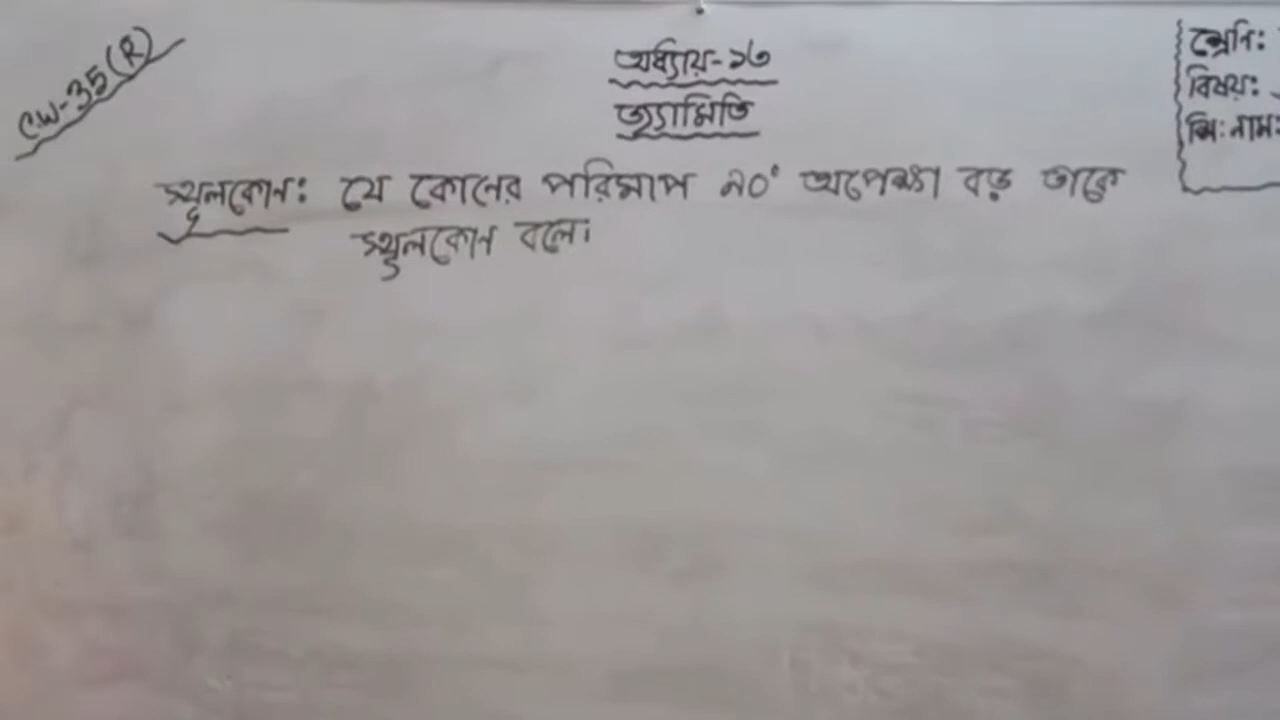 CW-35(R)
অধ্যায়-১৩
জ্যামিতি
শ্রেণি:
বিষয়:
শি:নাম:
স্থূলকোণ: যে কোনের পরিমাপ ৯০° অপেক্ষা বড় তাকে
স্থূলকোণ বলে।